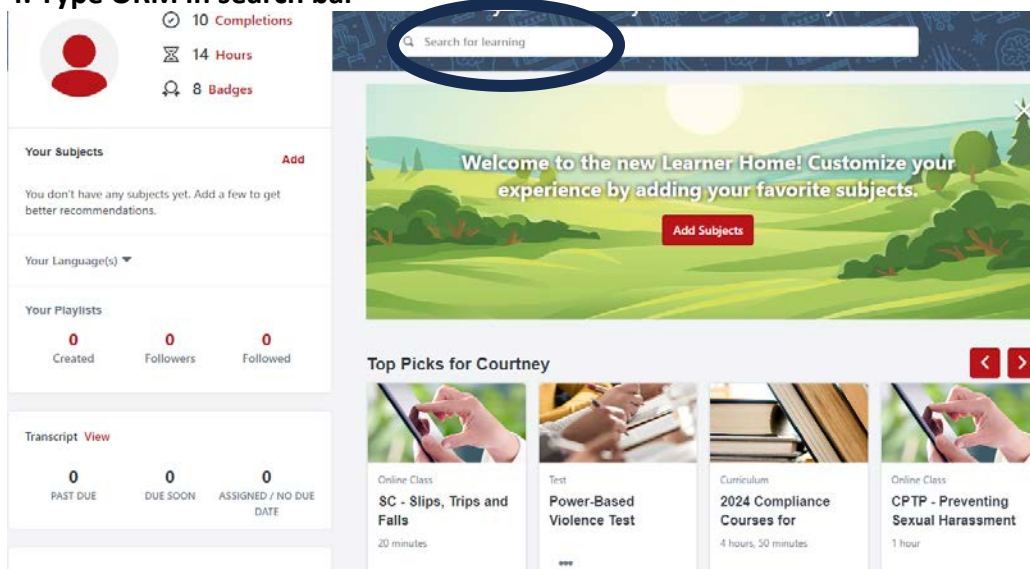 Type ORM in search bar
10 Completions
14 Hours
8 Badges
Search for learning
Your Subjects
Add
You don't have any subjects yet. Add a few to get
better recommendations.
Your Language(s)
Your Playlists
0 0 0
Created Followers Followed
Transcript View
0 0 0
PAST DUE DUE SOON ASSIGNED / NO DUE
DATE
Welcome to the new Learner Home! Customize your
experience by adding your favorite subjects.
Add Subjects
Top Picks for Courtney
Online Class
SC - Slips, Trips and
Falls
20 minutes
Test
Power-Based
Violence Test
Curriculum
2024 Compliance
Courses for
4 hours, 50 minutes
Online Class
CPTP - Preventing
Sexual Harassment
1 hour